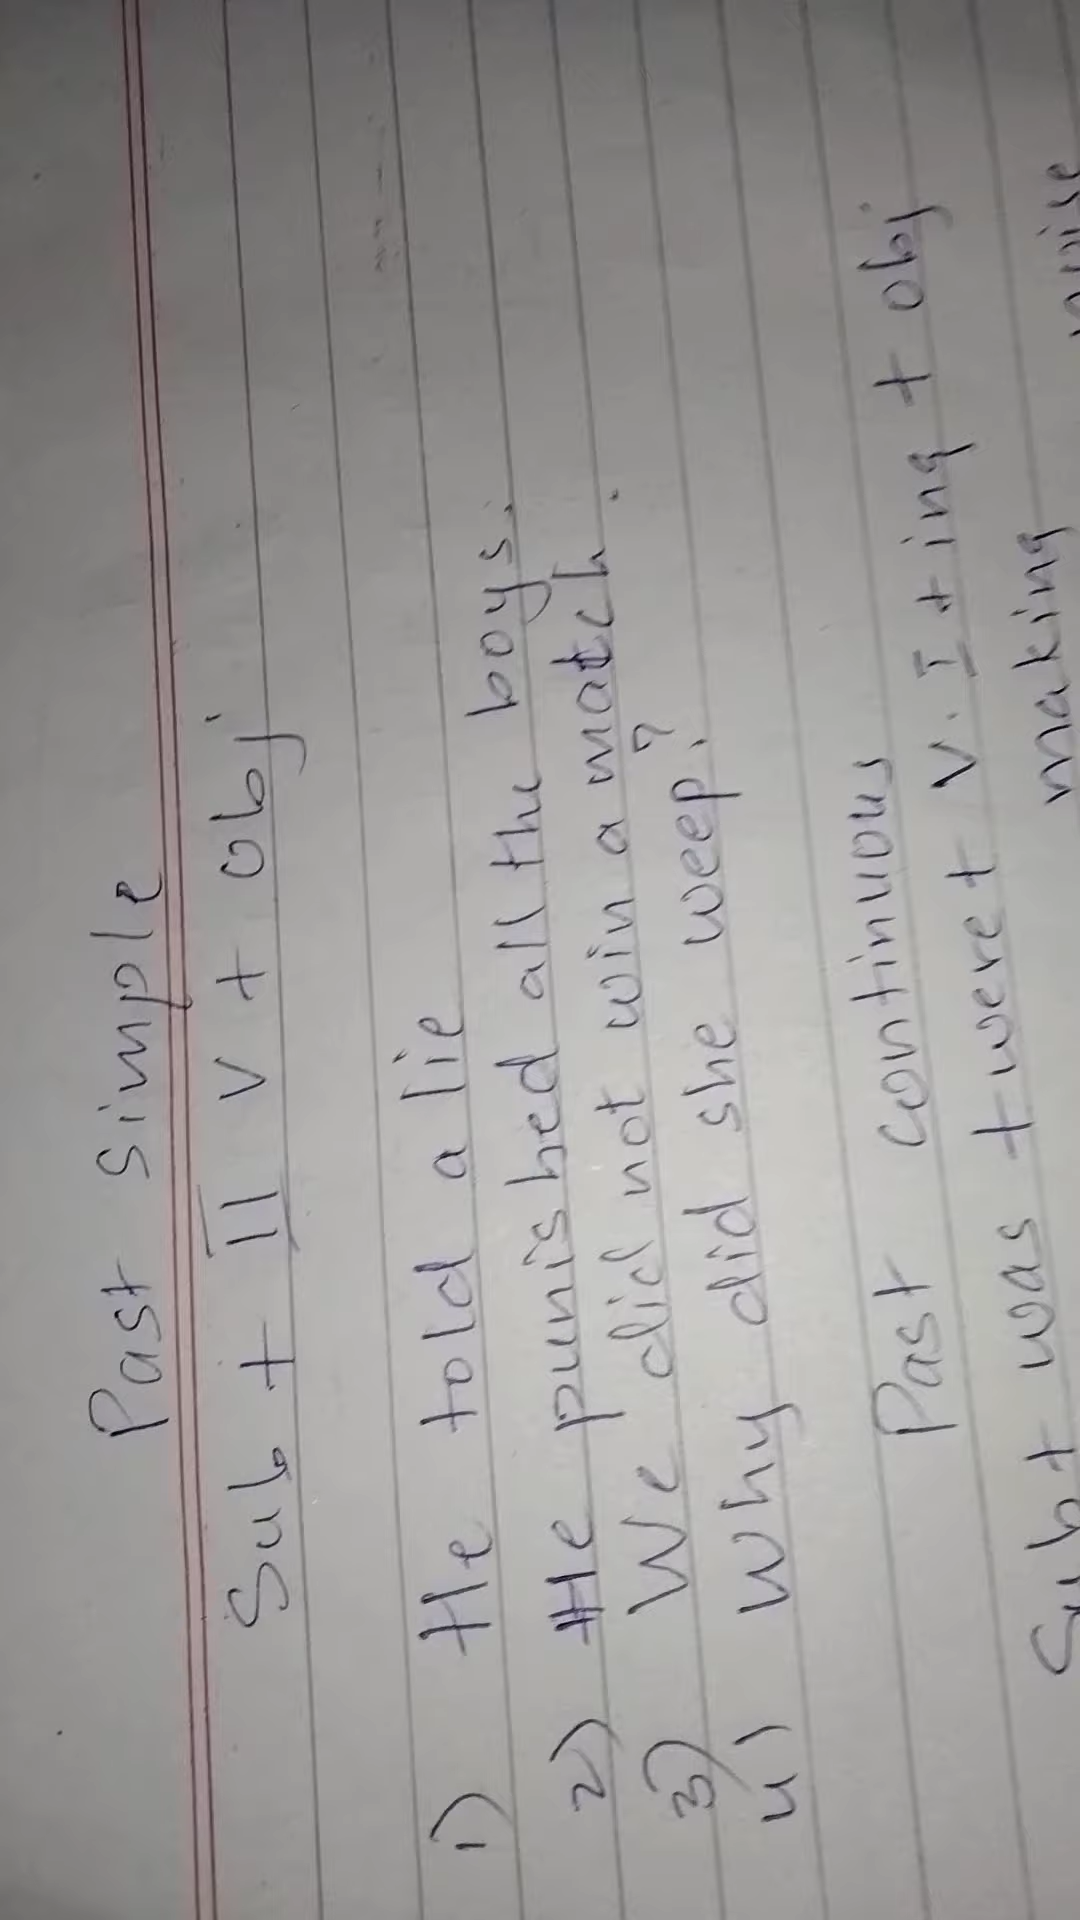 Past Simple
Sub + II V + obj
1) He told a lie
2) He punished all the boys.
3) We did not win a match.
4) Why did she weep?
Past continuous
Sub + was + were + V. I + ing + obj
making noise